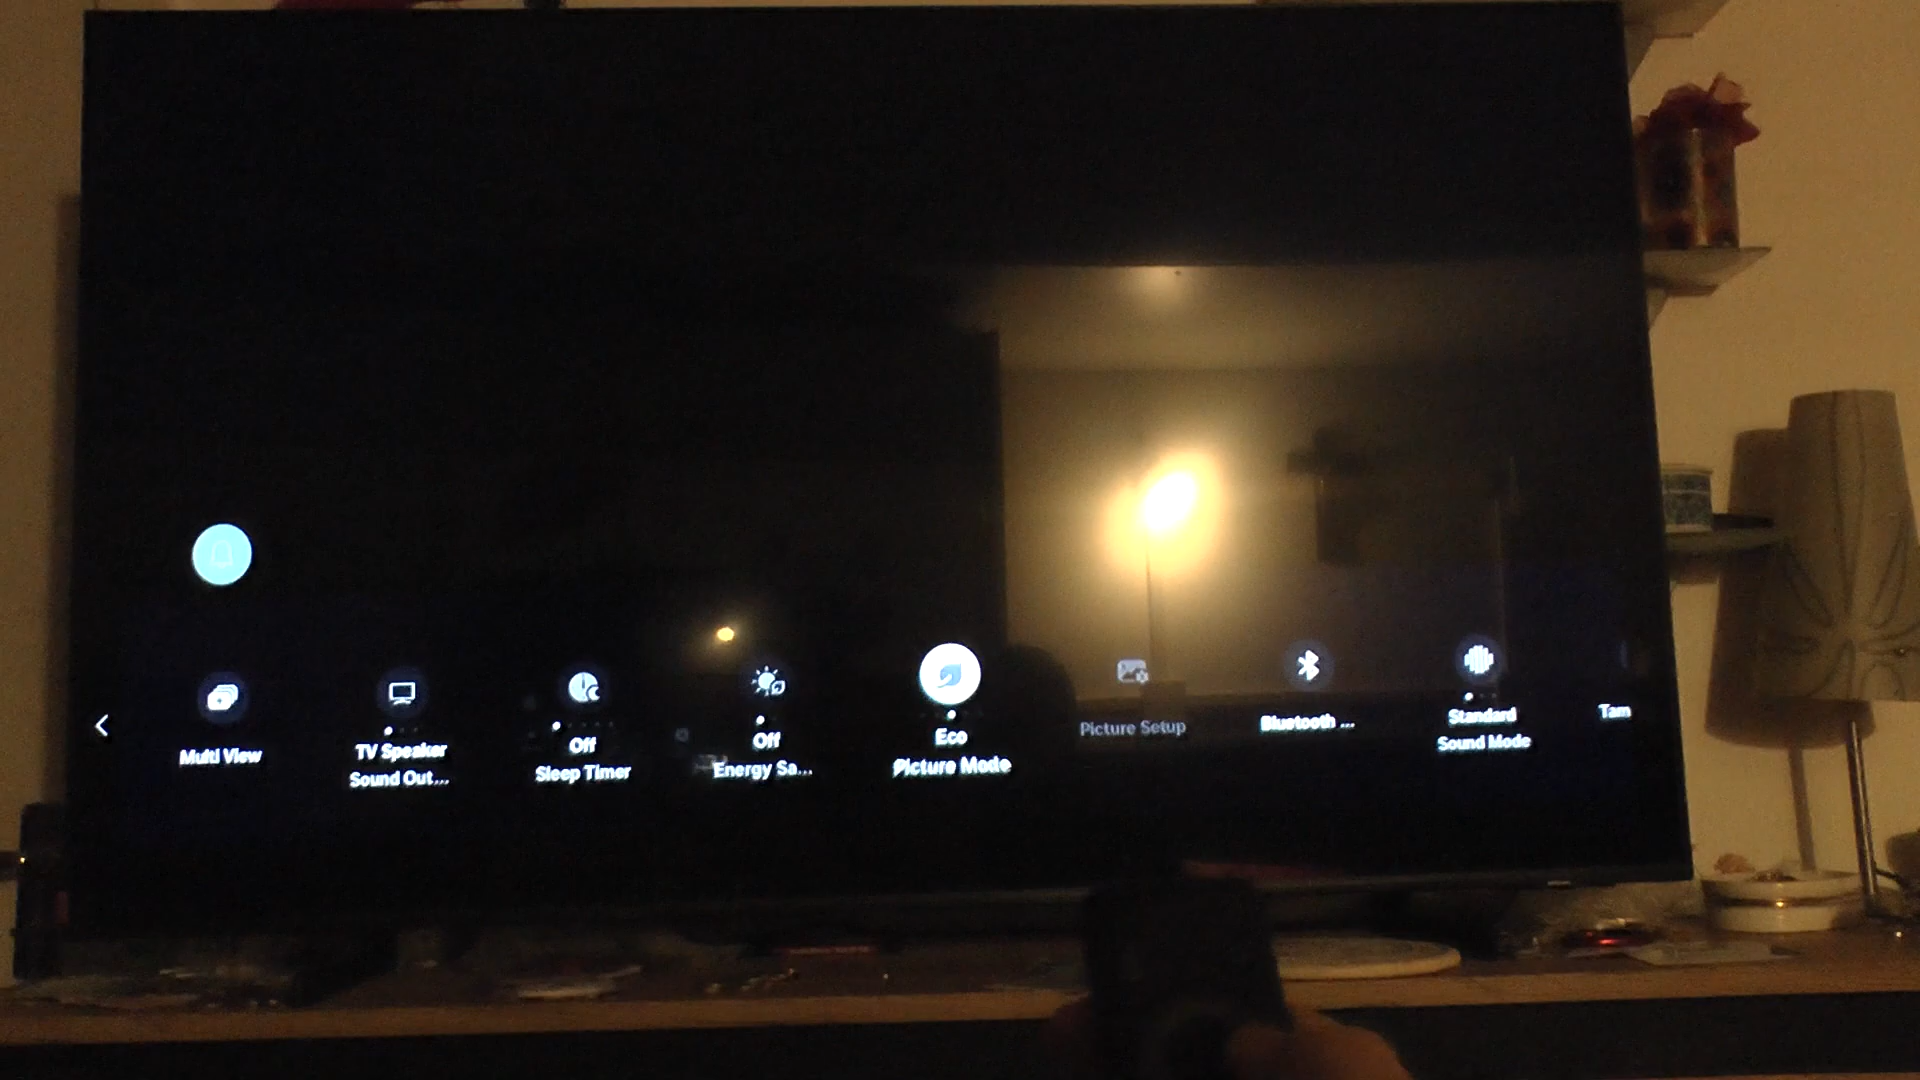 Multi View
TV Speaker
Sound Out...
Off
Sleep Timer
Off
Energy Sa...
Eco
Picture Mode
Picture Setup
Bluetooth ...
Standard
Sound Mode
Tam